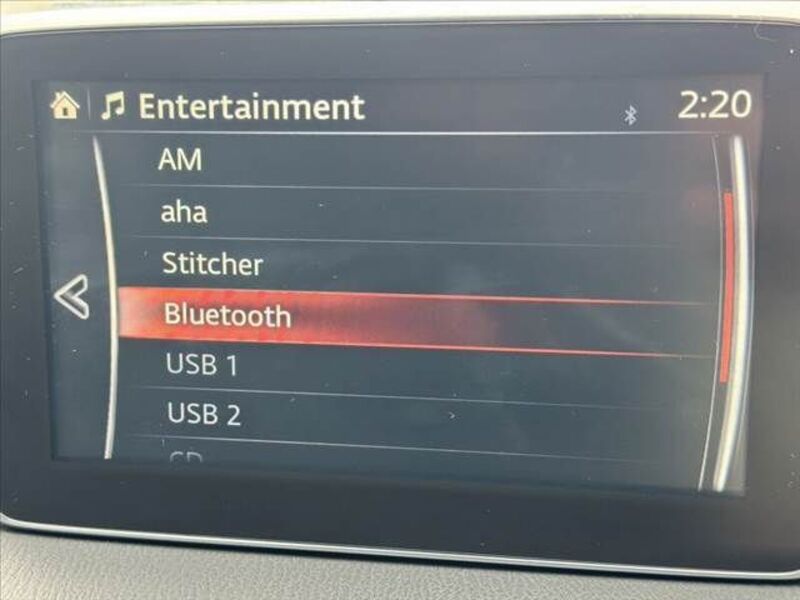 Entertainment
2:20
AM
aha
Stitcher
Bluetooth
USB 1
USB 2